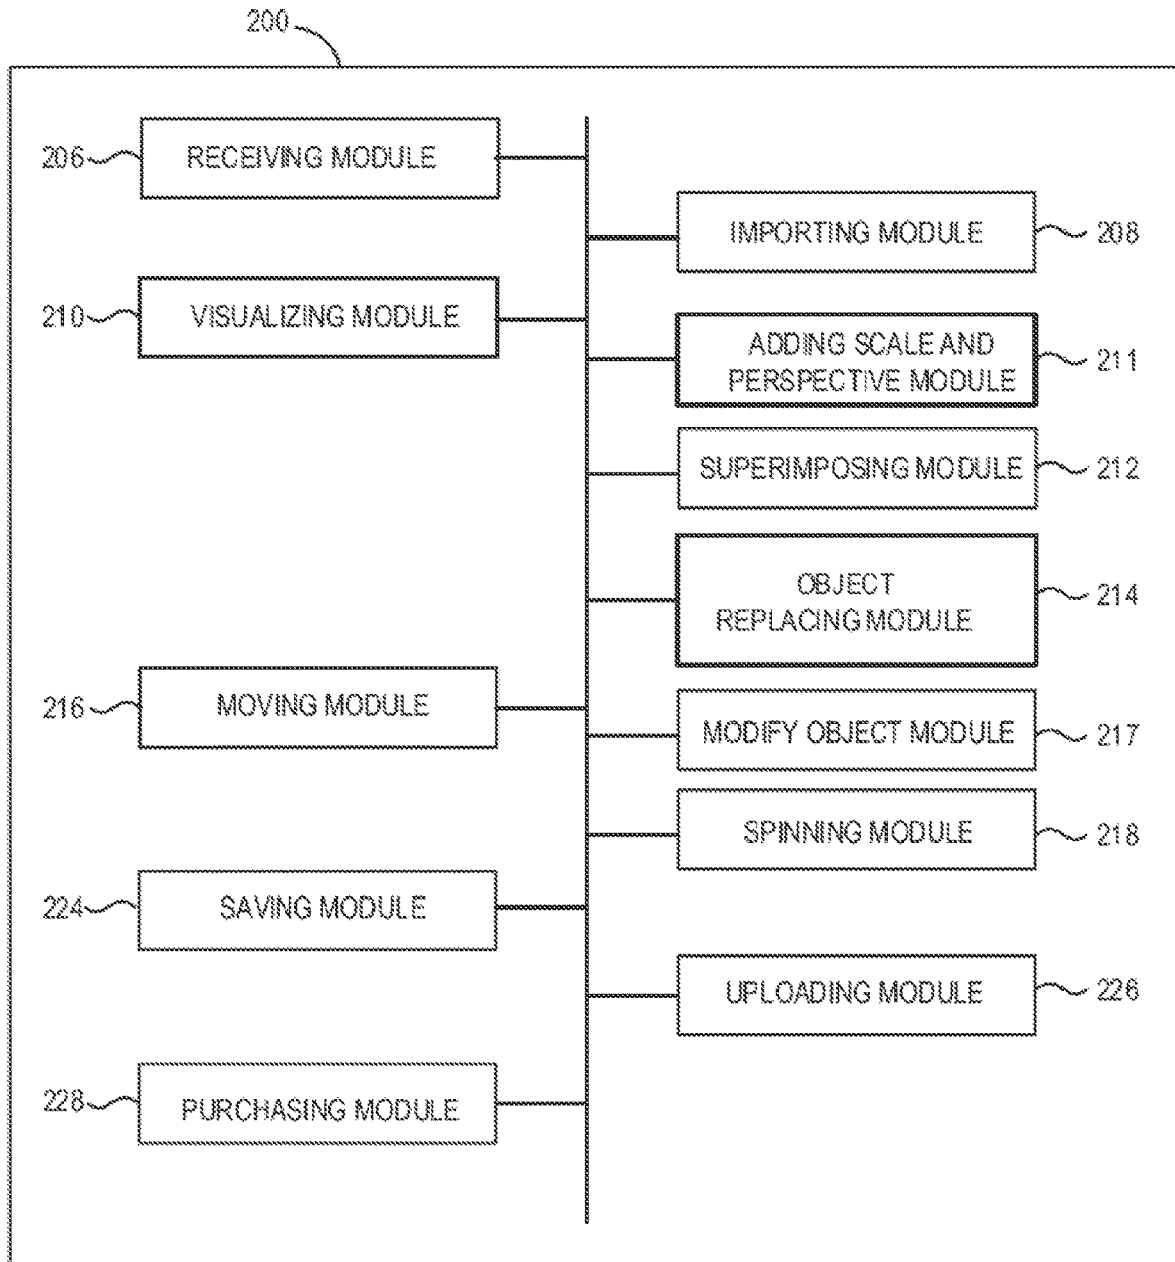 200
206 RECEIVING MODULE
IMPORTING MODULE 208
210 VISUALIZING MODULE
ADDING SCALE AND
PERSPECTIVE MODULE 211
SUPERIMPOSING MODULE 212
OBJECT
REPLACING MODULE 214
216 MOVING MODULE
MODIFY OBJECT MODULE 217
SPINNING MODULE 218
224 SAVING MODULE
UPLOADING MODULE 226
228 PURCHASING MODULE